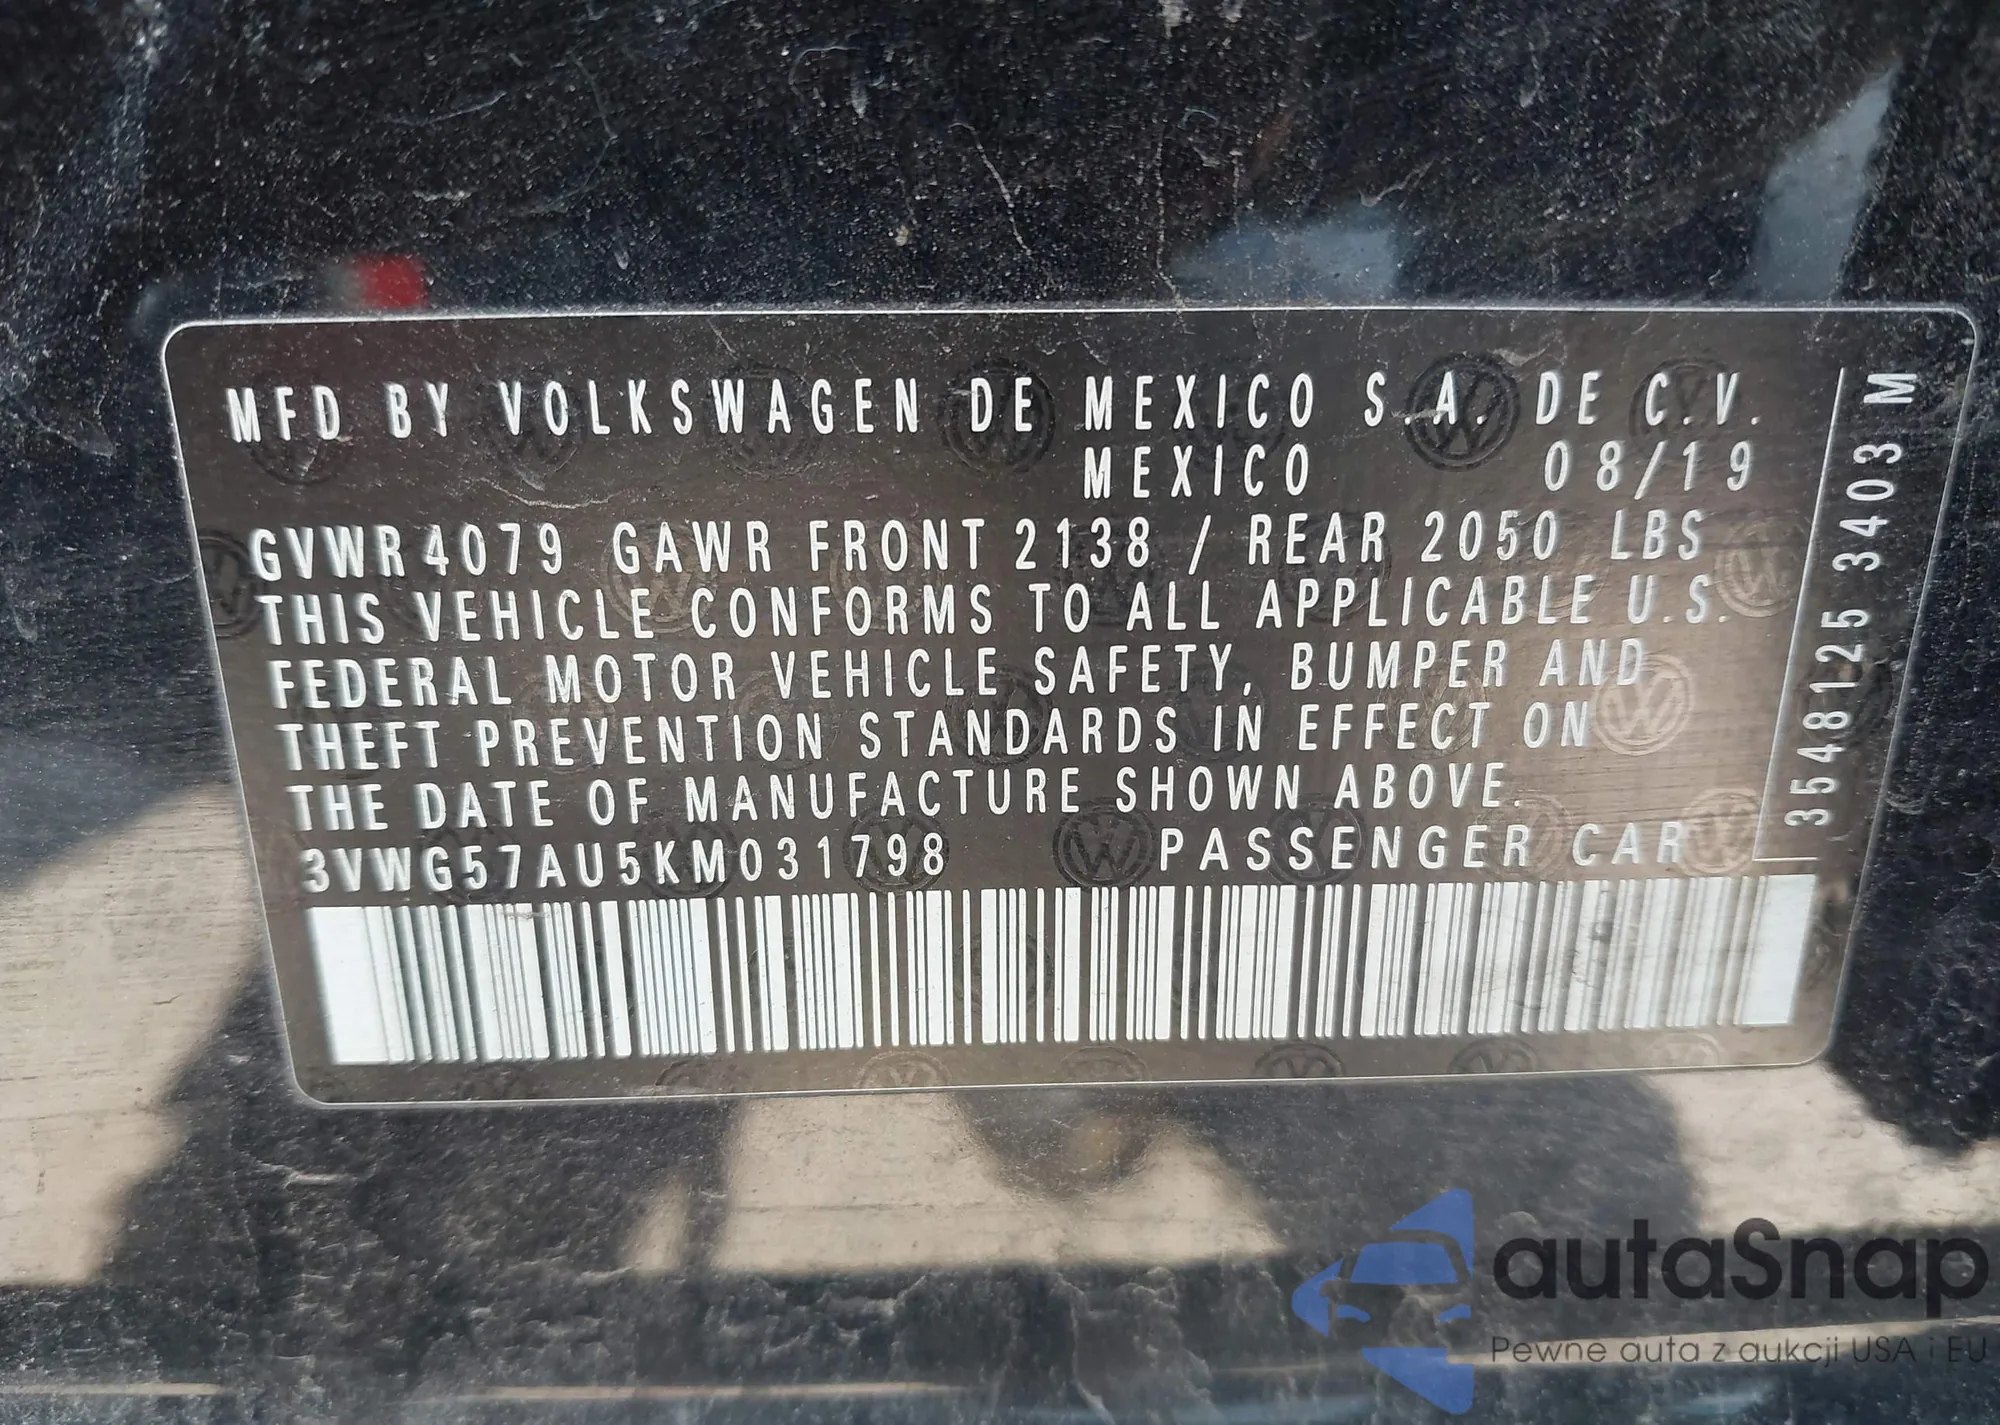 MFD BY VOLKSWAGEN DE MEXICO S.A. DE C.V.
MEXICO 08/19
GVWR 4079 GAWR FRONT 2138 / REAR 2050 LBS
THIS VEHICLE CONFORMS TO ALL APPLICABLE U.S.
FEDERAL MOTOR VEHICLE SAFETY, BUMPER AND
THEFT PREVENTION STANDARDS IN EFFECT ON
THE DATE OF MANUFACTURE SHOWN ABOVE.
3VWG57AU5KM031798 PASSENGER CAR
3548125 3403 M
autaSnap
Pewne auta z aukcji USA i EU